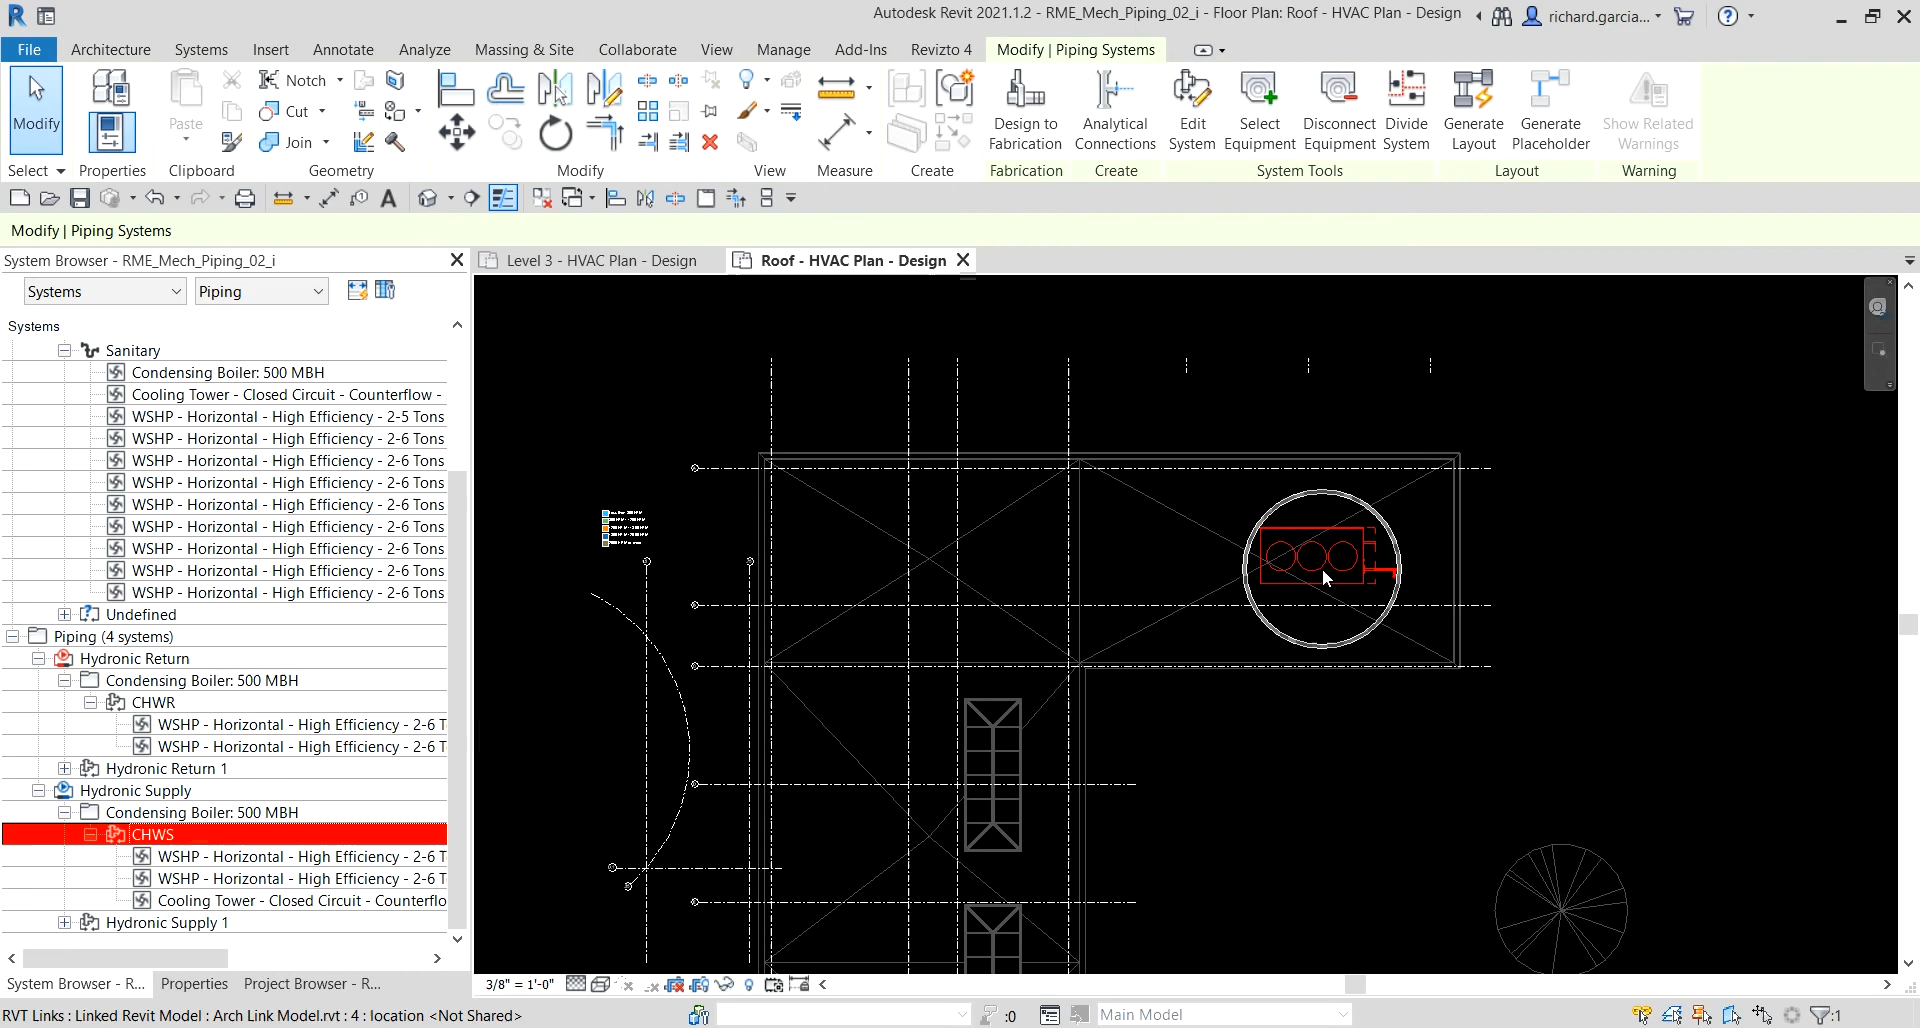 Autodesk Revit 2021.1.2 - RME_Mech_Piping_02_i - Floor Plan: Roof - HVAC Plan - Design
richard.garcia...
File Architecture Systems Insert Annotate Analyze Massing & Site Collaborate View Manage Add-Ins Revizto 4 Modify | Piping Systems
Modify
Paste
Notch
Cut
Join
Design to Fabrication
Analytical Connections
Edit System
Select Equipment
Disconnect Equipment
Divide System
Generate Layout
Generate Placeholder
Show Related Warnings
Select Properties Clipboard Geometry Modify View Measure Create Fabrication Create System Tools Layout Warning
Modify | Piping Systems
System Browser - RME_Mech_Piping_02_i
Level 3 - HVAC Plan - Design
Roof - HVAC Plan - Design
Systems Piping
Systems
Sanitary
Condensing Boiler: 500 MBH
Cooling Tower - Closed Circuit - Counterflow -
WSHP - Horizontal - High Efficiency - 2-5 Tons
WSHP - Horizontal - High Efficiency - 2-6 Tons
WSHP - Horizontal - High Efficiency - 2-6 Tons
WSHP - Horizontal - High Efficiency - 2-6 Tons
WSHP - Horizontal - High Efficiency - 2-6 Tons
WSHP - Horizontal - High Efficiency - 2-6 Tons
WSHP - Horizontal - High Efficiency - 2-6 Tons
WSHP - Horizontal - High Efficiency - 2-6 Tons
WSHP - Horizontal - High Efficiency - 2-6 Tons
Undefined
Piping (4 systems)
Hydronic Return
Condensing Boiler: 500 MBH
CHWR
WSHP - Horizontal - High Efficiency - 2-6 T
WSHP - Horizontal - High Efficiency - 2-6 T
Hydronic Return 1
Hydronic Supply
Condensing Boiler: 500 MBH
CHWS
WSHP - Horizontal - High Efficiency - 2-6 T
WSHP - Horizontal - High Efficiency - 2-6 T
Cooling Tower - Closed Circuit - Counterflo
Hydronic Supply 1
System Browser - R... Properties Project Browser - R...
3/8" = 1'-0"
RVT Links : Linked Revit Model : Arch Link Model.rvt : 4 : location <Not Shared>
:0
Main Model
:1